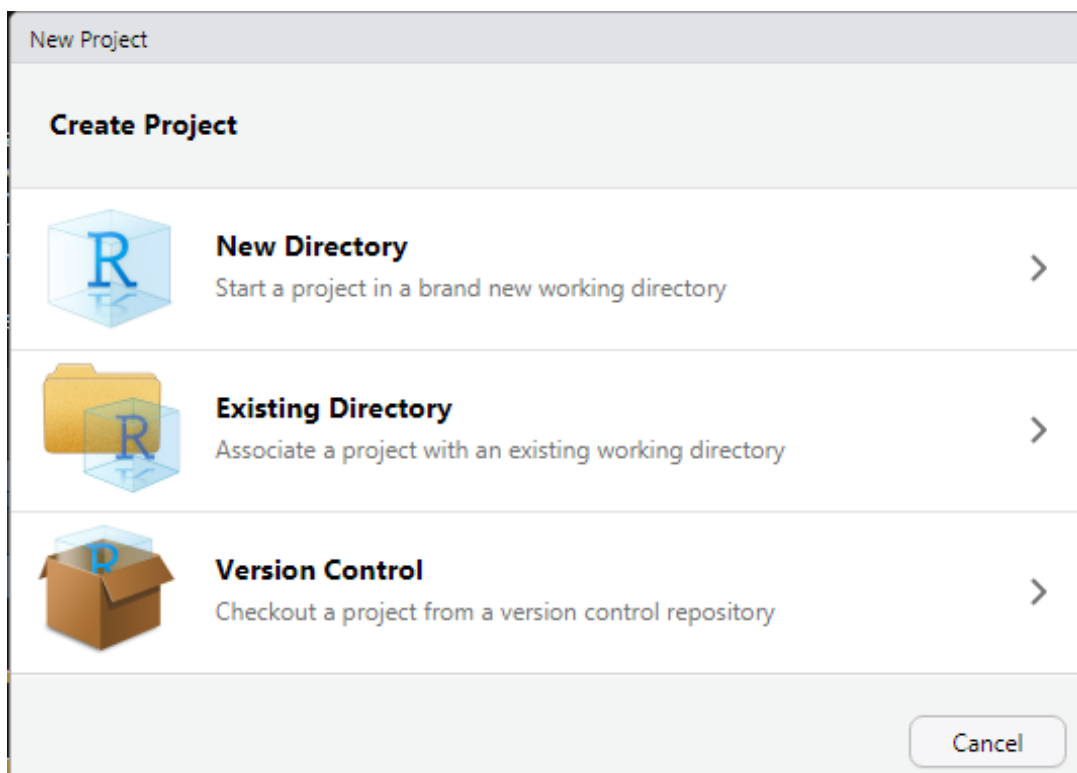 New Project
Create Project
R
New Directory
Start a project in a brand new working directory
R
Existing Directory
Associate a project with an existing working directory
R
Version Control
Checkout a project from a version control repository
Cancel